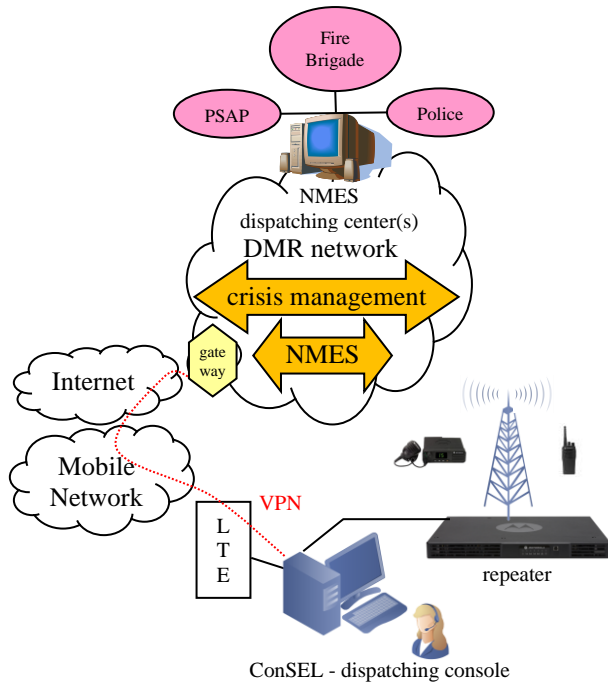 Fire
Brigade
PSAP
Police
NMES
dispatching center(s)
DMR network
crisis management
gate
way
NMES
Internet
Mobile
Network
VPN
L
T
E
repeater
ConSEL - dispatching console